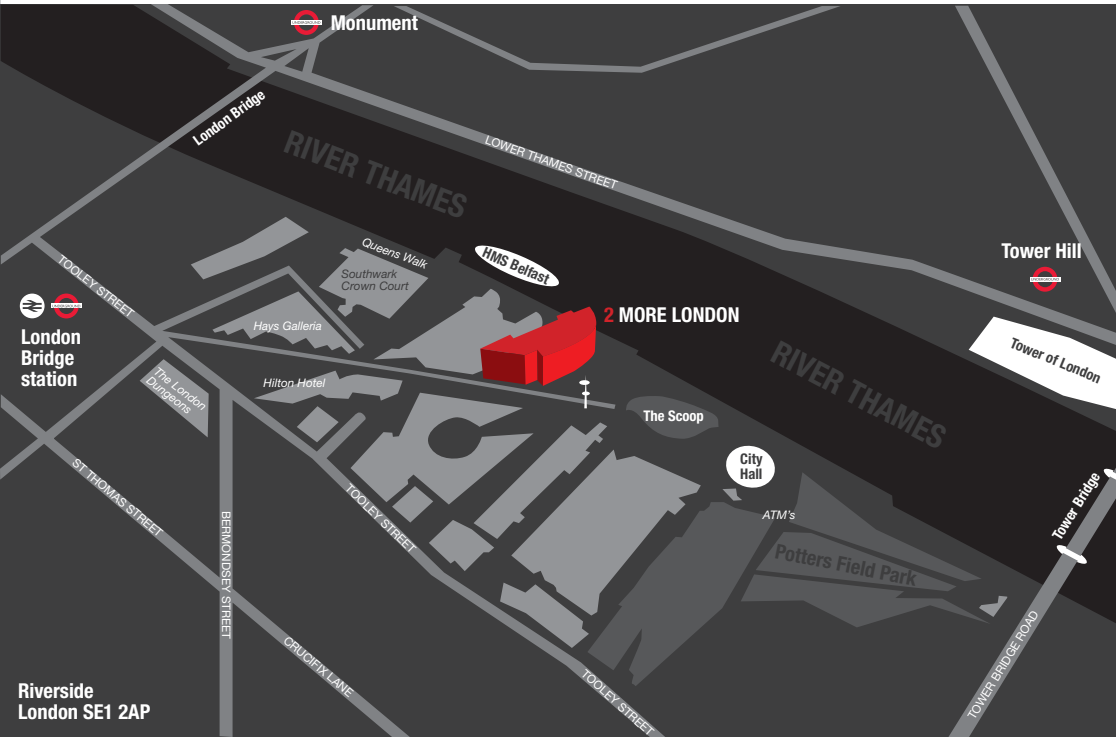 UNDERGROUND
Monument
London Bridge
RIVER THAMES
LOWER THAMES STREET
Tower Hill
UNDERGROUND
Queens Walk
HMS Belfast
Southwark
Crown Court
TOOLEY STREET
UNDERGROUND
London
Bridge
station
Hays Galleria
2 MORE LONDON
RIVER THAMES
Tower of London
The London
Dungeons
Hilton Hotel
The Scoop
City
Hall
ATM's
Tower Bridge
Potters Field Park
ST THOMAS STREET
BERMONDSEY STREET
TOOLEY STREET
CRUCIFIX LANE
TOOLEY STREET
TOWER BRIDGE ROAD
Riverside
London SE1 2AP